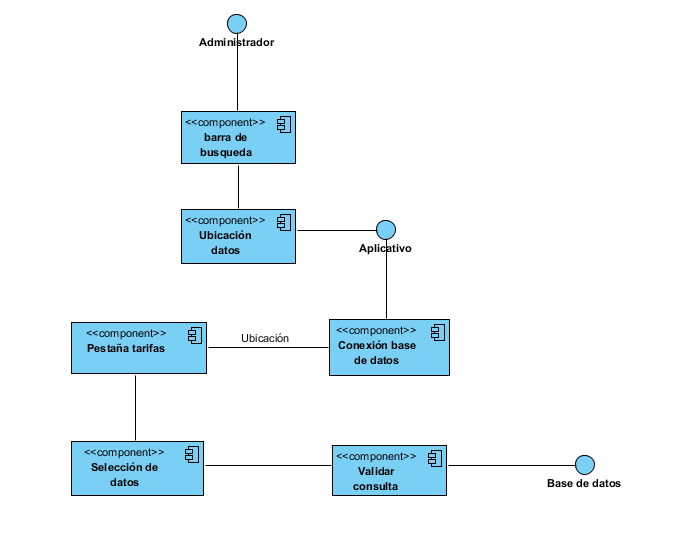 Administrador
<<component>>
barra de
busqueda
<<component>>
Ubicación
datos
Aplicativo
<<component>>
Pestaña tarifas
Ubicación
<<component>>
Conexión base
de datos
<<component>>
Selección de
datos
<<component>>
Validar
consulta
Base de datos